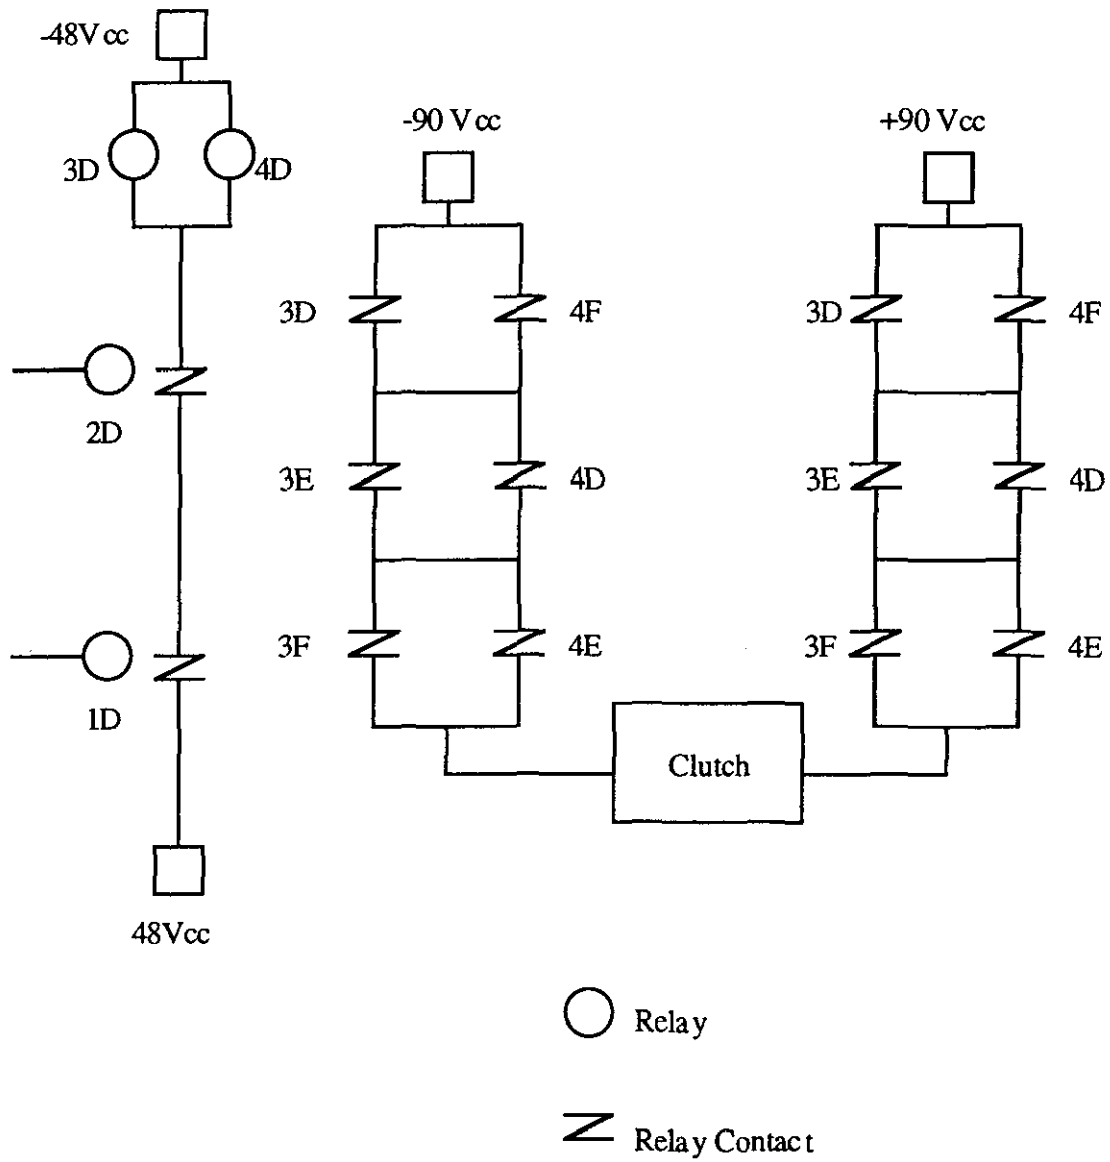 -48Vcc
3D
4D
2D
1D
48Vcc
-90 Vcc
3D
4F
3E
4D
3F
4E
+90 Vcc
3D
4F
3E
4D
3F
4E
Clutch
Relay
Relay Contact